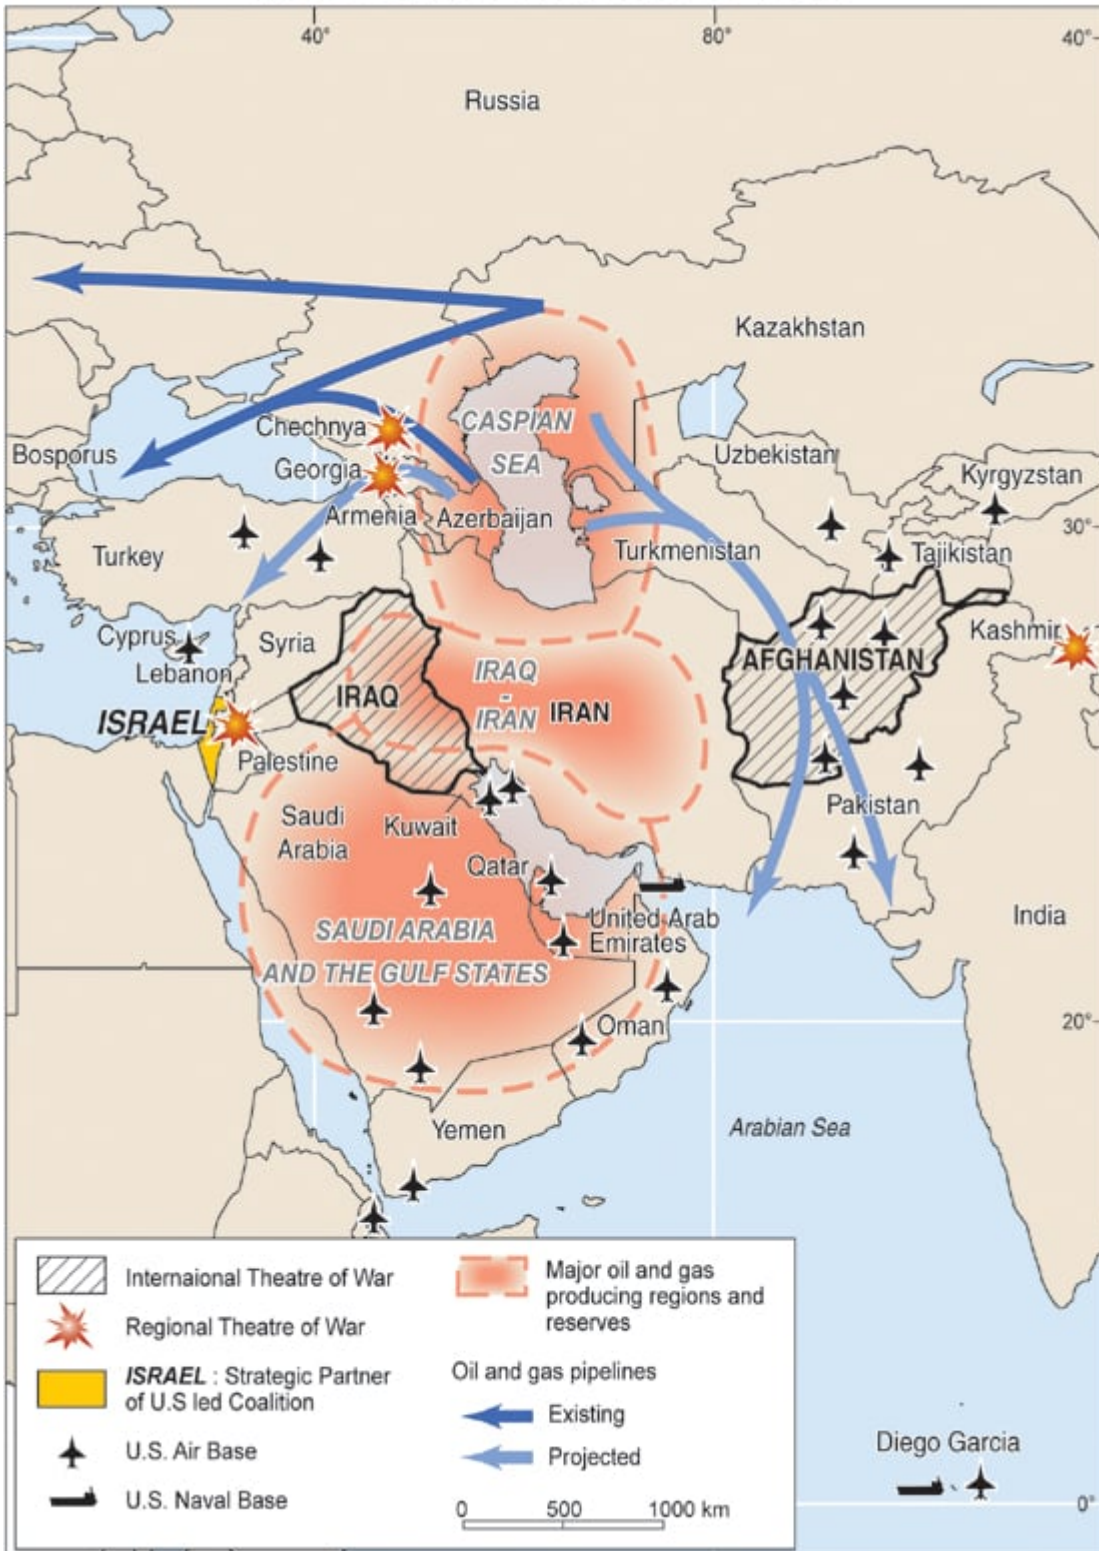 40°
80°
40°
Russia
Kazakhstan
CASPIAN
SEA
Chechnya
Bosporus
Georgia
Uzbekistan
Kyrgyzstan
Armenia
Azerbaijan
30°
Turkey
Turkmenistan
Tajikistan
Cyprus
Syria
Kashmir
Lebanon
AFGHANISTAN
IRAQ
IRAQ
-
IRAN
IRAN
ISRAEL
Palestine
Saudi
Arabia
Kuwait
Pakistan
Qatar
United Arab
Emirates
India
SAUDI ARABIA
AND THE GULF STATES
Oman
20°
Yemen
Arabian Sea
Internaional Theatre of War
Regional Theatre of War
ISRAEL : Strategic Partner
of U.S led Coalition
U.S. Air Base
U.S. Naval Base
Major oil and gas
producing regions and
reserves
Oil and gas pipelines
Existing
Projected
0 500 1000 km
Diego Garcia
0°